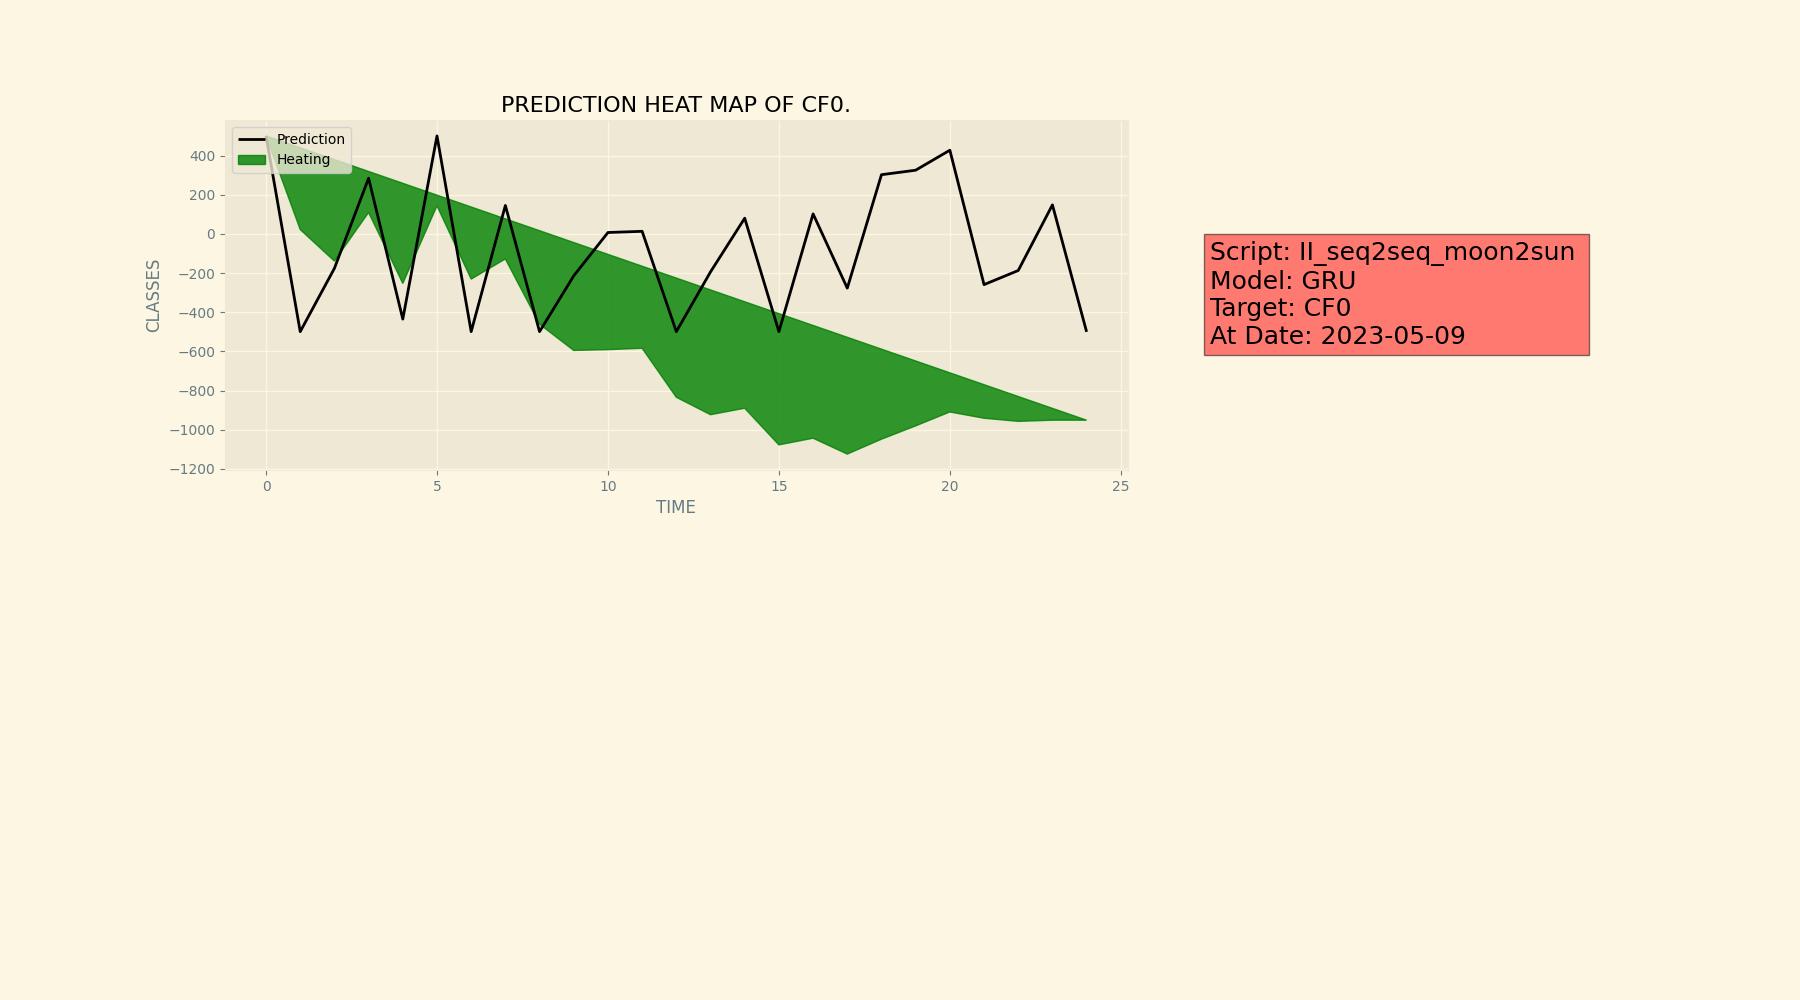 PREDICTION HEAT MAP OF CF0.
Prediction
Heating
CLASSES
400
200
0
−200
−400
−600
−800
−1000
−1200
0 5 10 15 20 25
TIME
Script: II_seq2seq_moon2sun
Model: GRU
Target: CF0
At Date: 2023-05-09